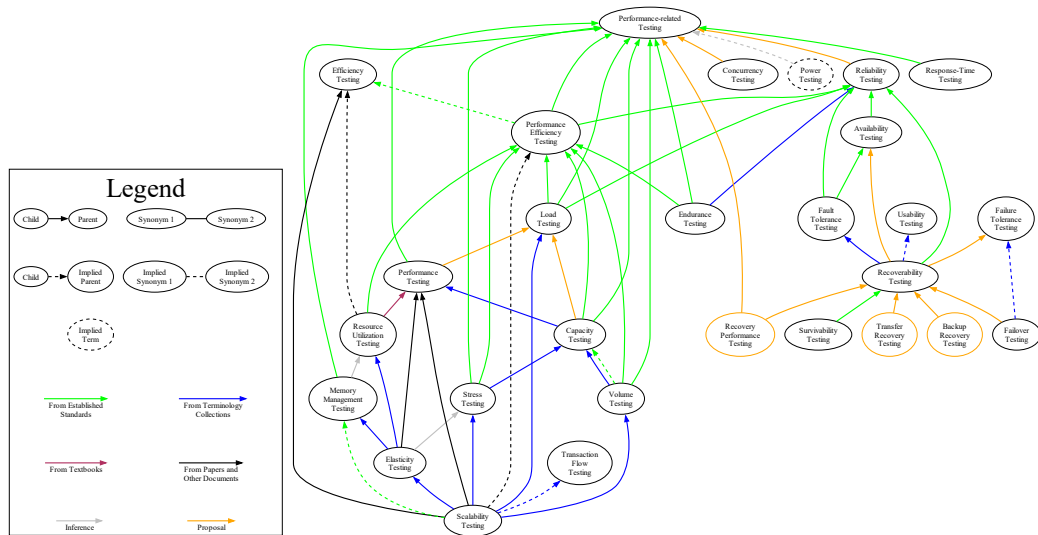 Performance-related
Testing
Efficiency
Testing
Concurrency
Testing
Power
Testing
Reliability
Testing
Response-Time
Testing
Performance
Efficiency
Testing
Availability
Testing
Legend
Child
Parent
Synonym 1
Synonym 2
Child
Implied
Parent
Implied
Synonym 1
Implied
Synonym 2
Implied
Term
From Established
Standards
From Terminology
Collections
From Textbooks
From Papers and
Other Documents
Inference
Proposal
Load
Testing
Endurance
Testing
Fault
Tolerance
Testing
Usability
Testing
Failure
Tolerance
Testing
Performance
Testing
Recoverability
Testing
Resource
Utilization
Testing
Capacity
Testing
Recovery
Performance
Testing
Survivability
Testing
Transfer
Recovery
Testing
Backup
Recovery
Testing
Failover
Testing
Memory
Management
Testing
Stress
Testing
Volume
Testing
Elasticity
Testing
Transaction
Flow
Testing
Scalability
Testing